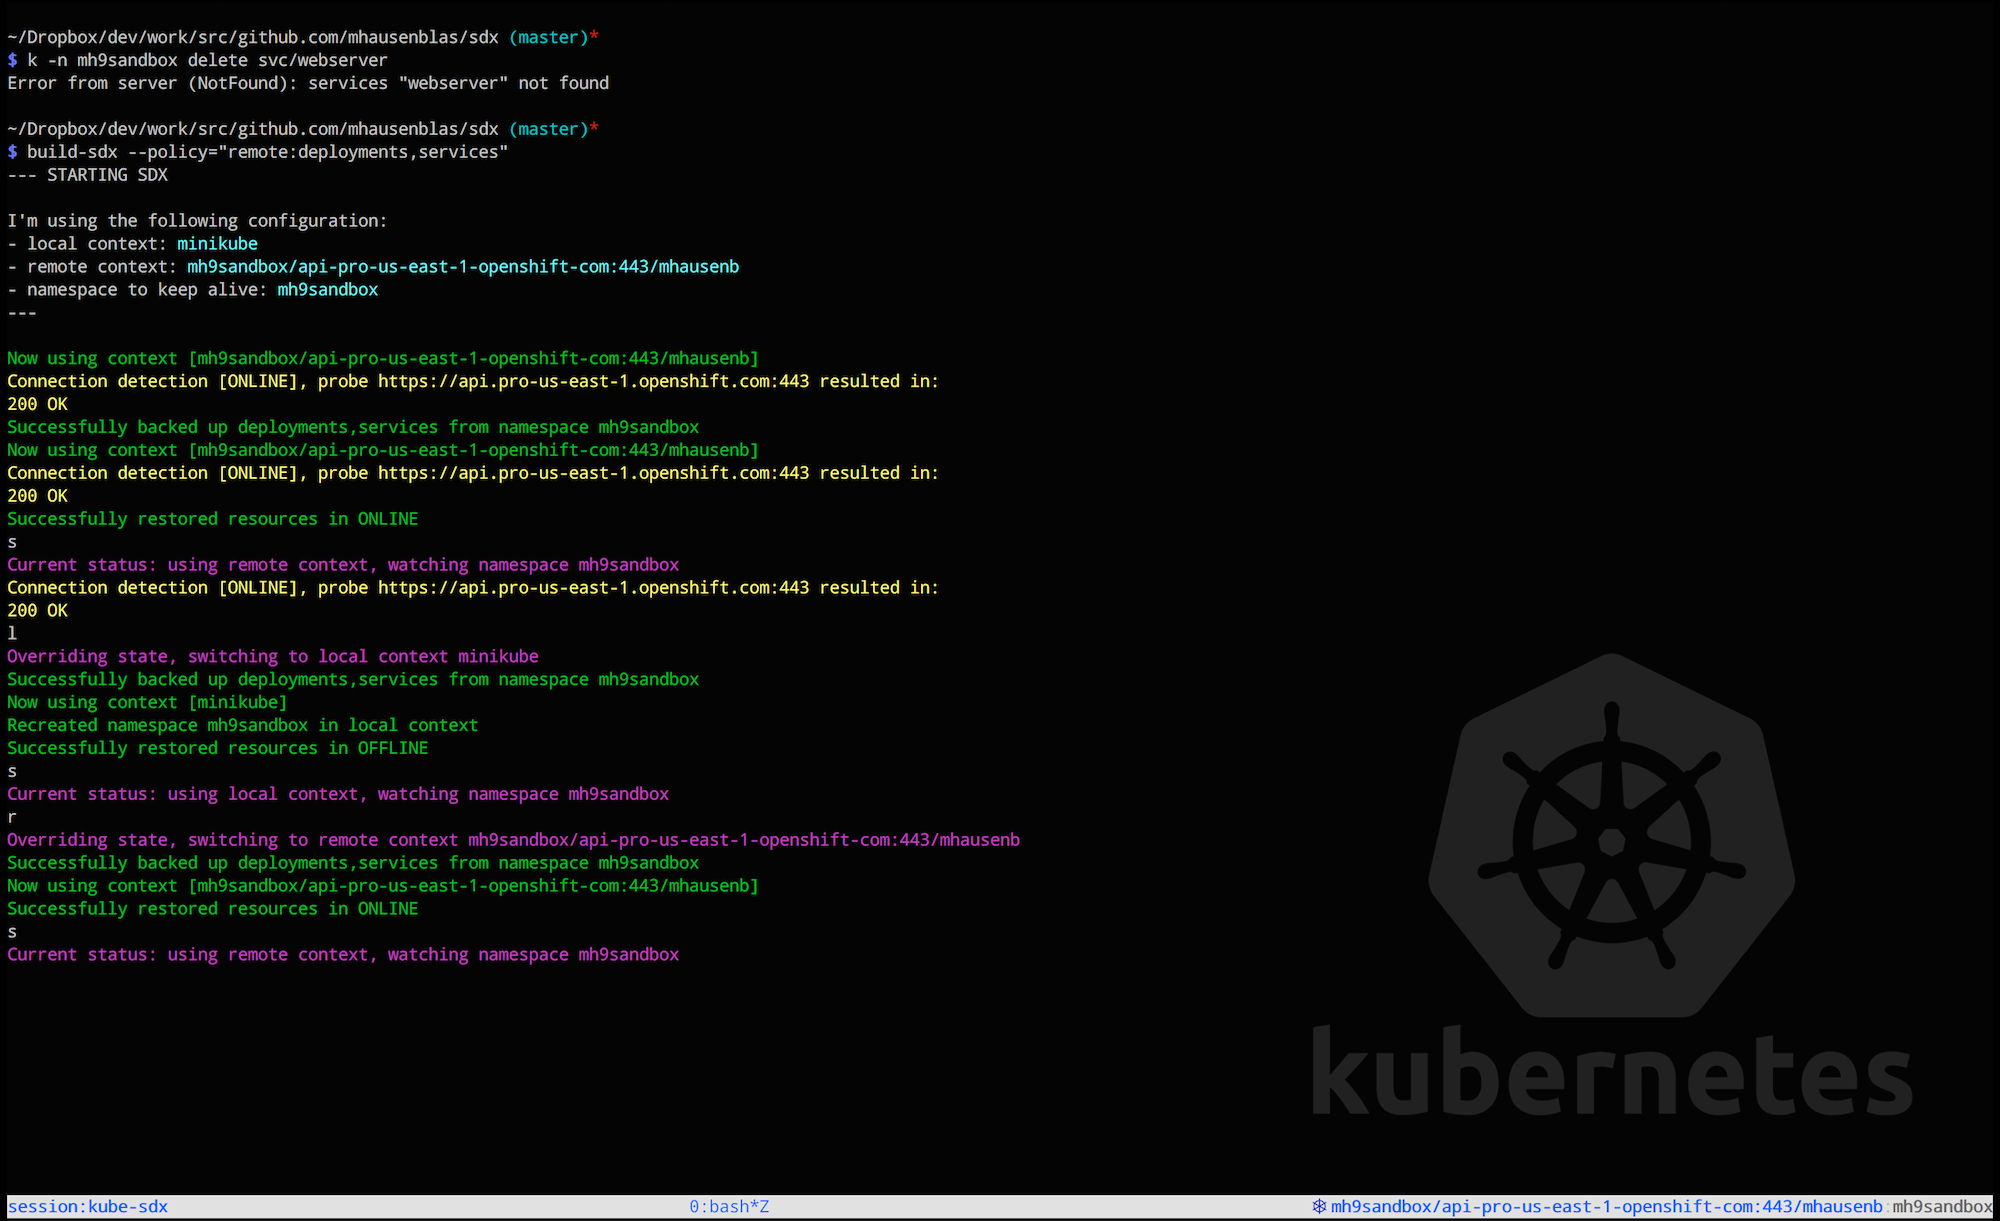 ~/Dropbox/dev/work/src/github.com/mhausenblas/sdx (master)*
$ k -n mh9sandbox delete svc/webserver
Error from server (NotFound): services "webserver" not found
~/Dropbox/dev/work/src/github.com/mhausenblas/sdx (master)*
$ build-sdx --policy="remote:deployments,services"
--- STARTING SDX
I'm using the following configuration:
- local context: minikube
- remote context: mh9sandbox/api-pro-us-east-1-openshift-com:443/mhausenb
- namespace to keep alive: mh9sandbox
---
Now using context [mh9sandbox/api-pro-us-east-1-openshift-com:443/mhausenb]
Connection detection [ONLINE], probe https://api.pro-us-east-1.openshift.com:443 resulted in:
200 OK
Successfully backed up deployments,services from namespace mh9sandbox
Now using context [mh9sandbox/api-pro-us-east-1-openshift-com:443/mhausenb]
Connection detection [ONLINE], probe https://api.pro-us-east-1.openshift.com:443 resulted in:
200 OK
Successfully restored resources in ONLINE
s
Current status: using remote context, watching namespace mh9sandbox
Connection detection [ONLINE], probe https://api.pro-us-east-1.openshift.com:443 resulted in:
200 OK
l
Overriding state, switching to local context minikube
Successfully backed up deployments,services from namespace mh9sandbox
Now using context [minikube]
Recreated namespace mh9sandbox in local context
Successfully restored resources in OFFLINE
s
Current status: using local context, watching namespace mh9sandbox
r
Overriding state, switching to remote context mh9sandbox/api-pro-us-east-1-openshift-com:443/mhausenb
Successfully backed up deployments,services from namespace mh9sandbox
Now using context [mh9sandbox/api-pro-us-east-1-openshift-com:443/mhausenb]
Successfully restored resources in ONLINE
s
Current status: using remote context, watching namespace mh9sandbox
kubernetes
session:kube-sdx 0:bash*Z ⎈mh9sandbox/api-pro-us-east-1-openshift-com:443/mhausenb:mh9sandbox